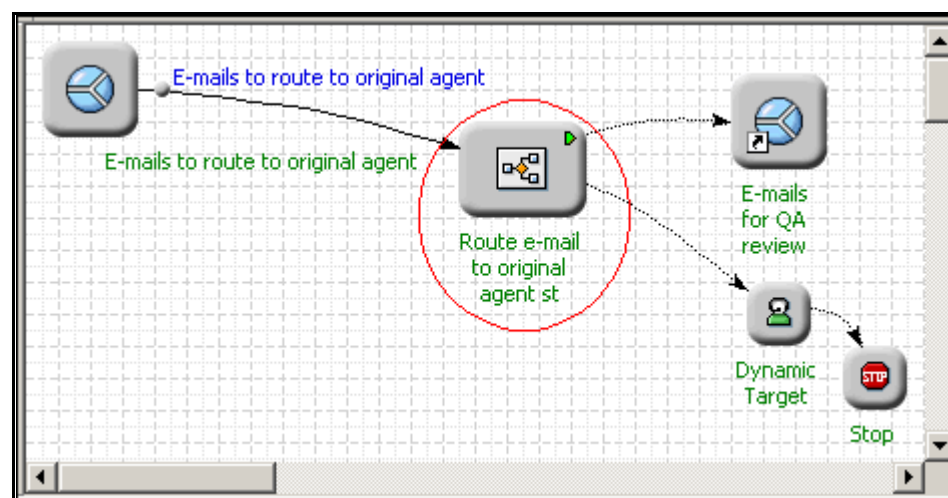 E-mails to route to original agent
E-mails to route to original agent
Route e-mail
to original
agent st
E-mails
for QA
review
Dynamic
Target
STOP
Stop